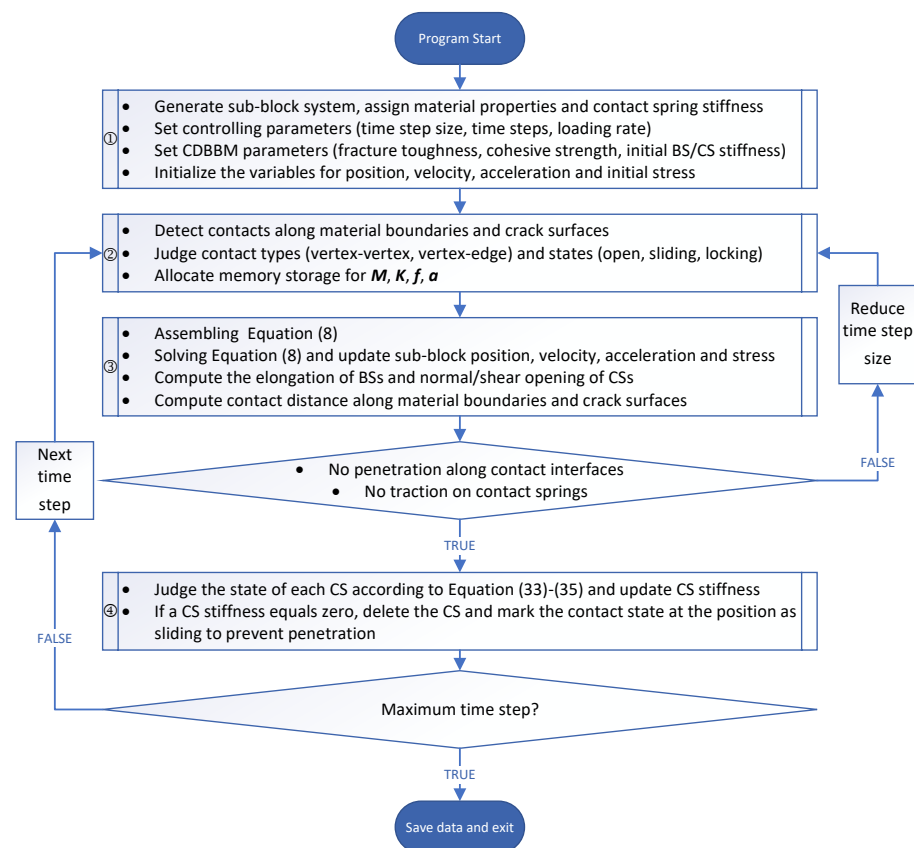 Program Start
①
• Generate sub-block system, assign material properties and contact spring stiffness
• Set controlling parameters (time step size, time steps, loading rate)
• Set CDBBM parameters (fracture toughness, cohesive strength, initial BS/CS stiffness)
• Initialize the variables for position, velocity, acceleration and initial stress
②
• Detect contacts along material boundaries and crack surfaces
• Judge contact types (vertex-vertex, vertex-edge) and states (open, sliding, locking)
• Allocate memory storage for M, K, f, a
Reduce
time step
size
③
• Assembling Equation (8)
• Solving Equation (8) and update sub-block position, velocity, acceleration and stress
• Compute the elongation of BSs and normal/shear opening of CSs
• Compute contact distance along material boundaries and crack surfaces
Next
time
step
• No penetration along contact interfaces
• No traction on contact springs
FALSE
TRUE
④
• Judge the state of each CS according to Equation (33)-(35) and update CS stiffness
• If a CS stiffness equals zero, delete the CS and mark the contact state at the position as
sliding to prevent penetration
FALSE
Maximum time step?
TRUE
Save data and exit